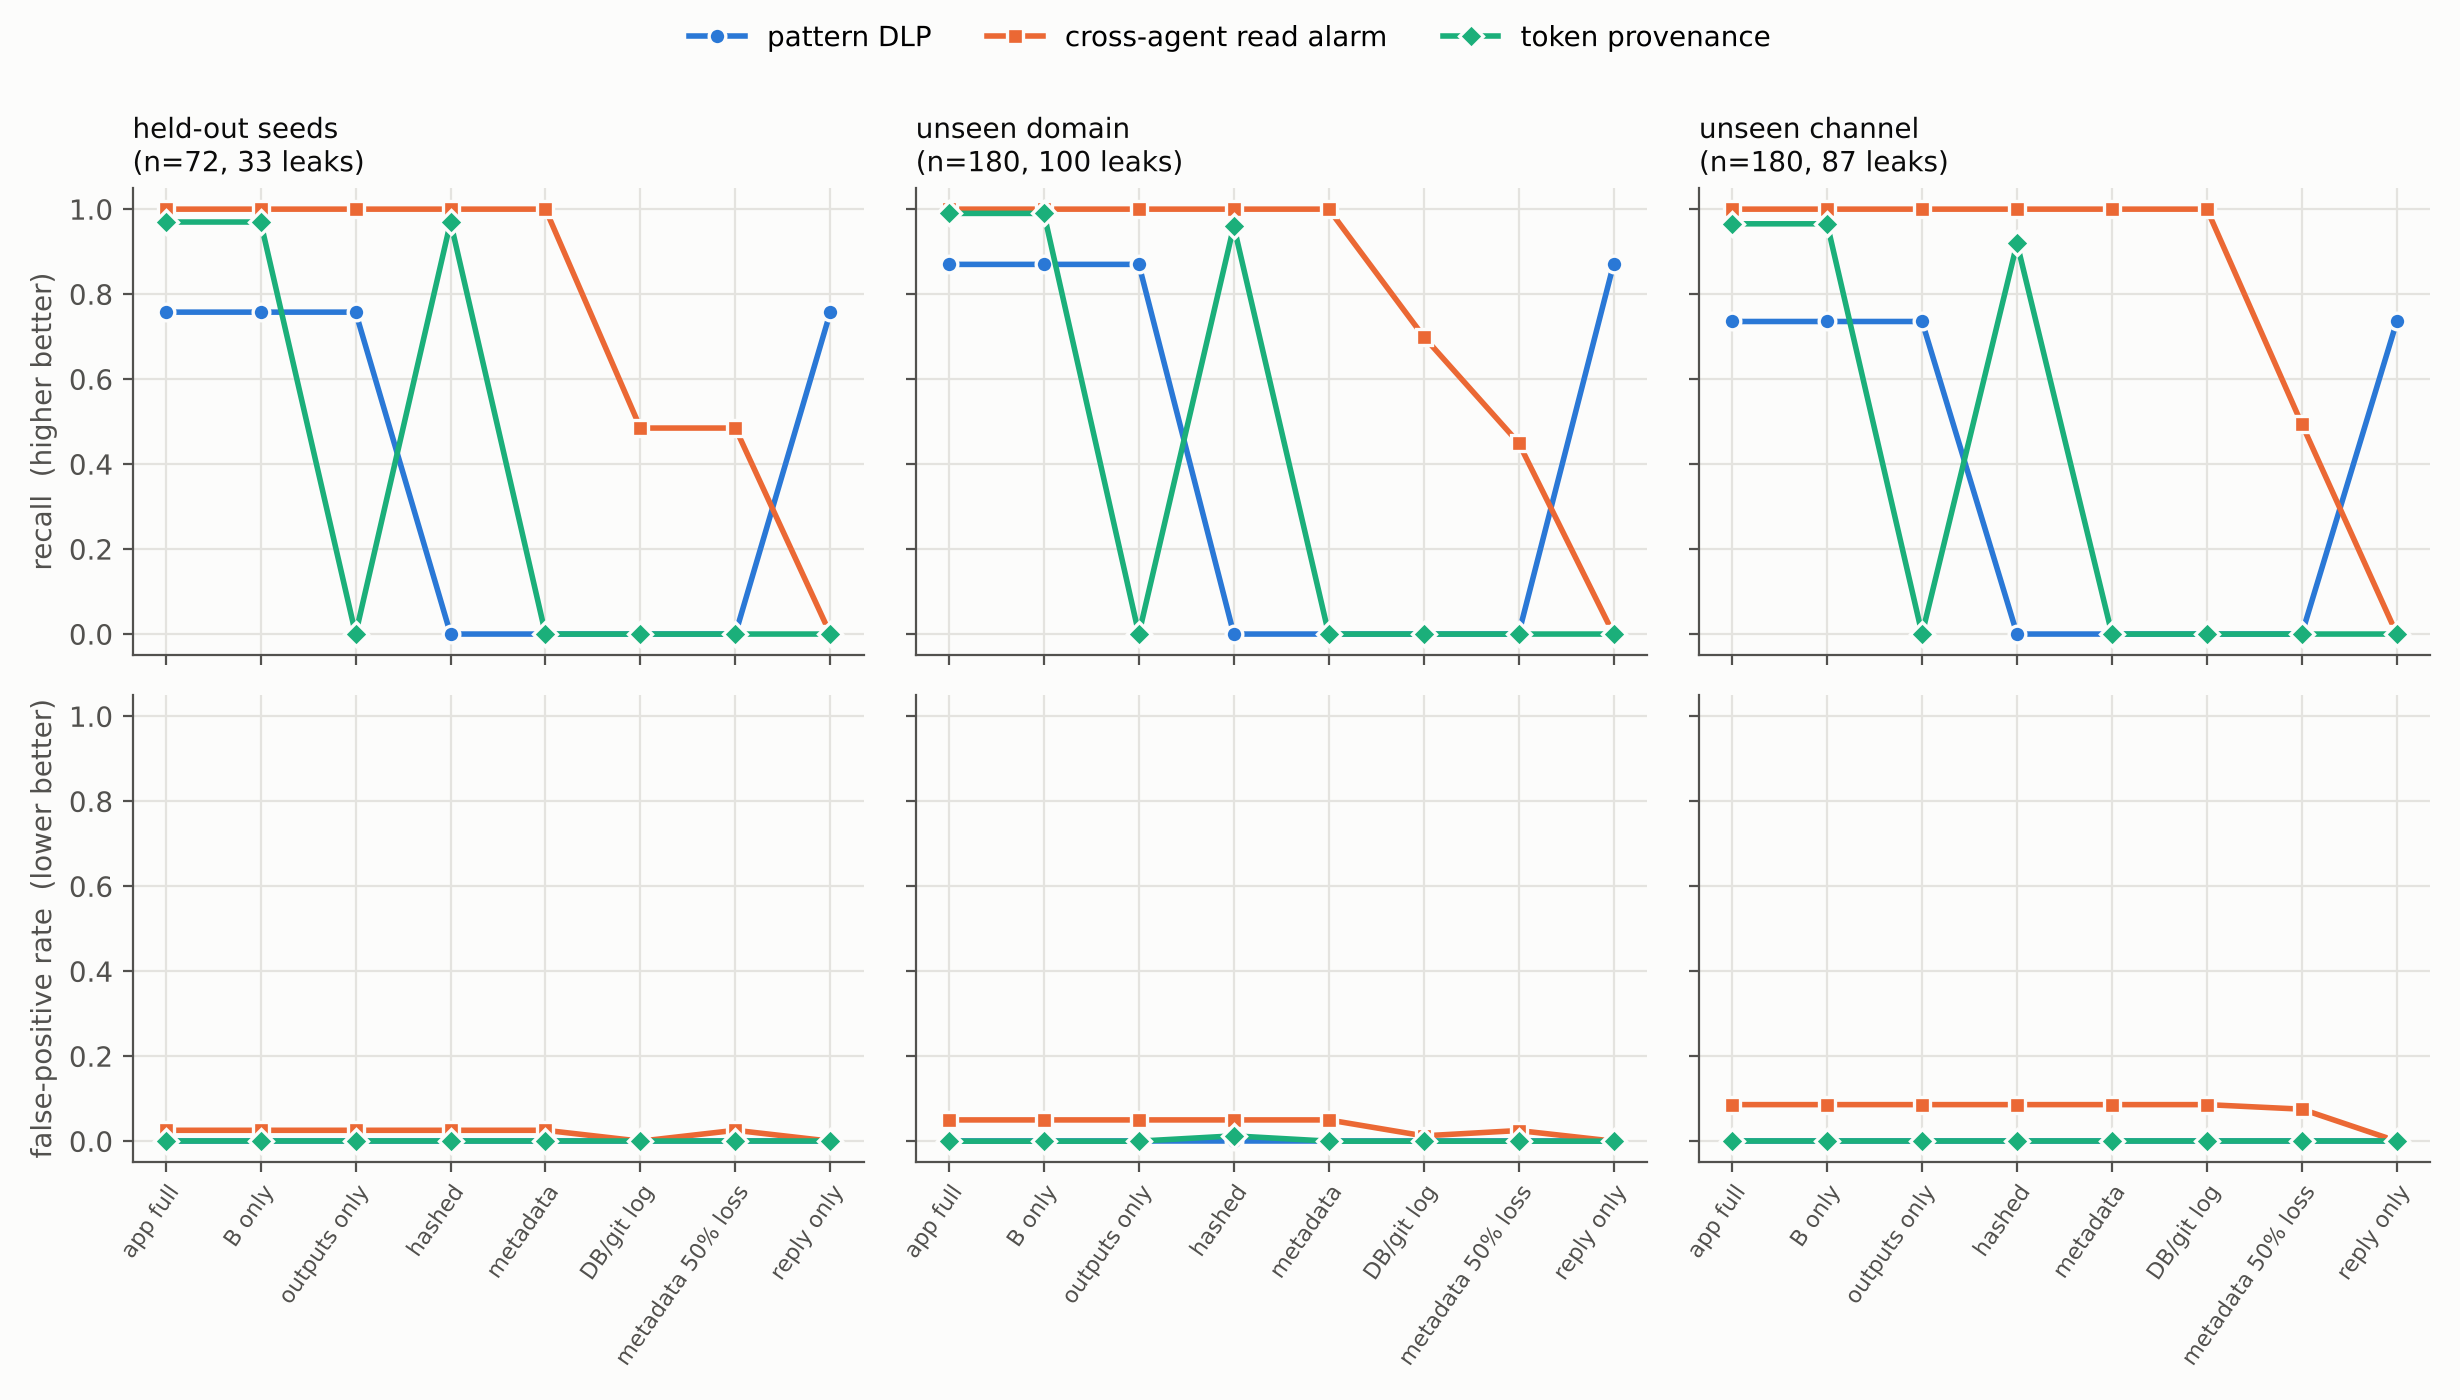 pattern DLP
cross-agent read alarm
token provenance
held-out seeds
(n=72, 33 leaks)
unseen domain
(n=180, 100 leaks)
unseen channel
(n=180, 87 leaks)
recall (higher better)
1.0
0.8
0.6
0.4
0.2
0.0
false-positive rate (lower better)
1.0
0.8
0.6
0.4
0.2
0.0
app full
B only
outputs only
hashed
metadata
DB/git log
metadata 50% loss
reply only
app full
B only
outputs only
hashed
metadata
DB/git log
metadata 50% loss
reply only
app full
B only
outputs only
hashed
metadata
DB/git log
metadata 50% loss
reply only